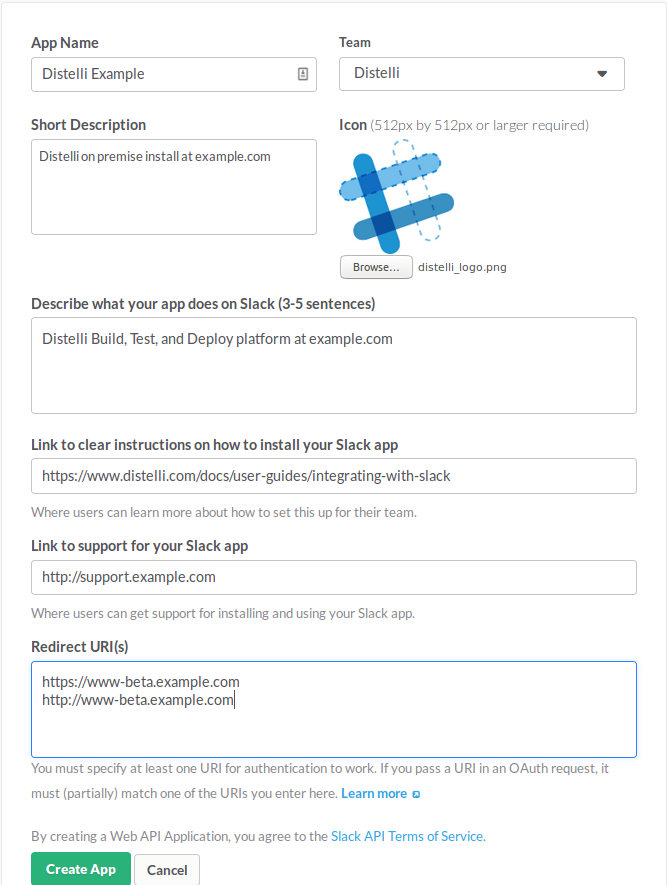 App Name
Team
Distelli Example
Distelli
Short Description
Icon (512px by 512px or larger required)
Distelli on premise install at example.com
Browse...
distelli_logo.png
Describe what your app does on Slack (3-5 sentences)
Distelli Build, Test, and Deploy platform at example.com
Link to clear instructions on how to install your Slack app
https://www.distelli.com/docs/user-guides/integrating-with-slack
Where users can learn more about how to set this up for their team.
Link to support for your Slack app
http://support.example.com
Where users can get support for installing and using your Slack app.
Redirect URI(s)
https://www-beta.example.com
http://www-beta.example.com
You must specify at least one URI for authentication to work. If you pass a URI in an OAuth request, it
must (partially) match one of the URIs you enter here. Learn more
By creating a Web API Application, you agree to the Slack API Terms of Service.
Create App
Cancel